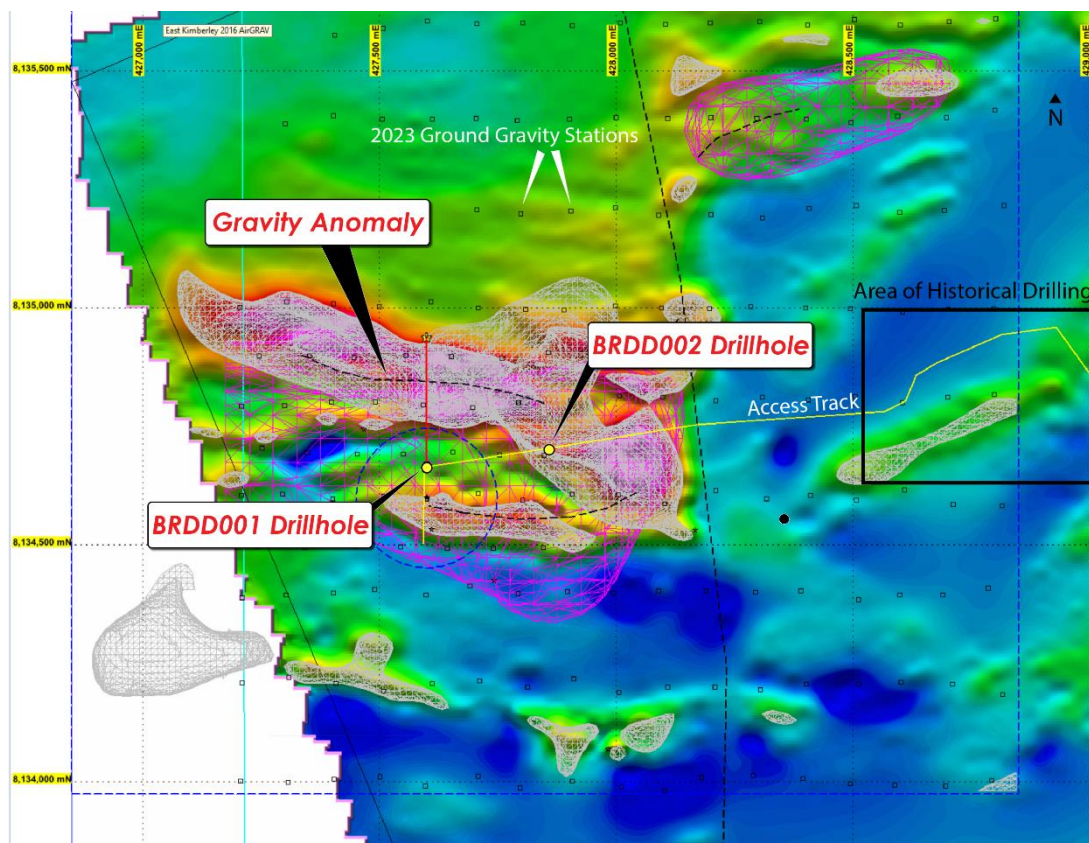 East Kimberley 2016 AirGRAV
427,000 mE
427,500 mE
428,000 mE
428,500 mE
429,0
8,135,500 mN
N
2023 Ground Gravity Stations
Gravity Anomaly
8,135,000 mN
Area of Historical Drilling
BRDD002 Drillhole
Access Track
BRDD001 Drillhole
8,134,500 mN
8,134,000 mN